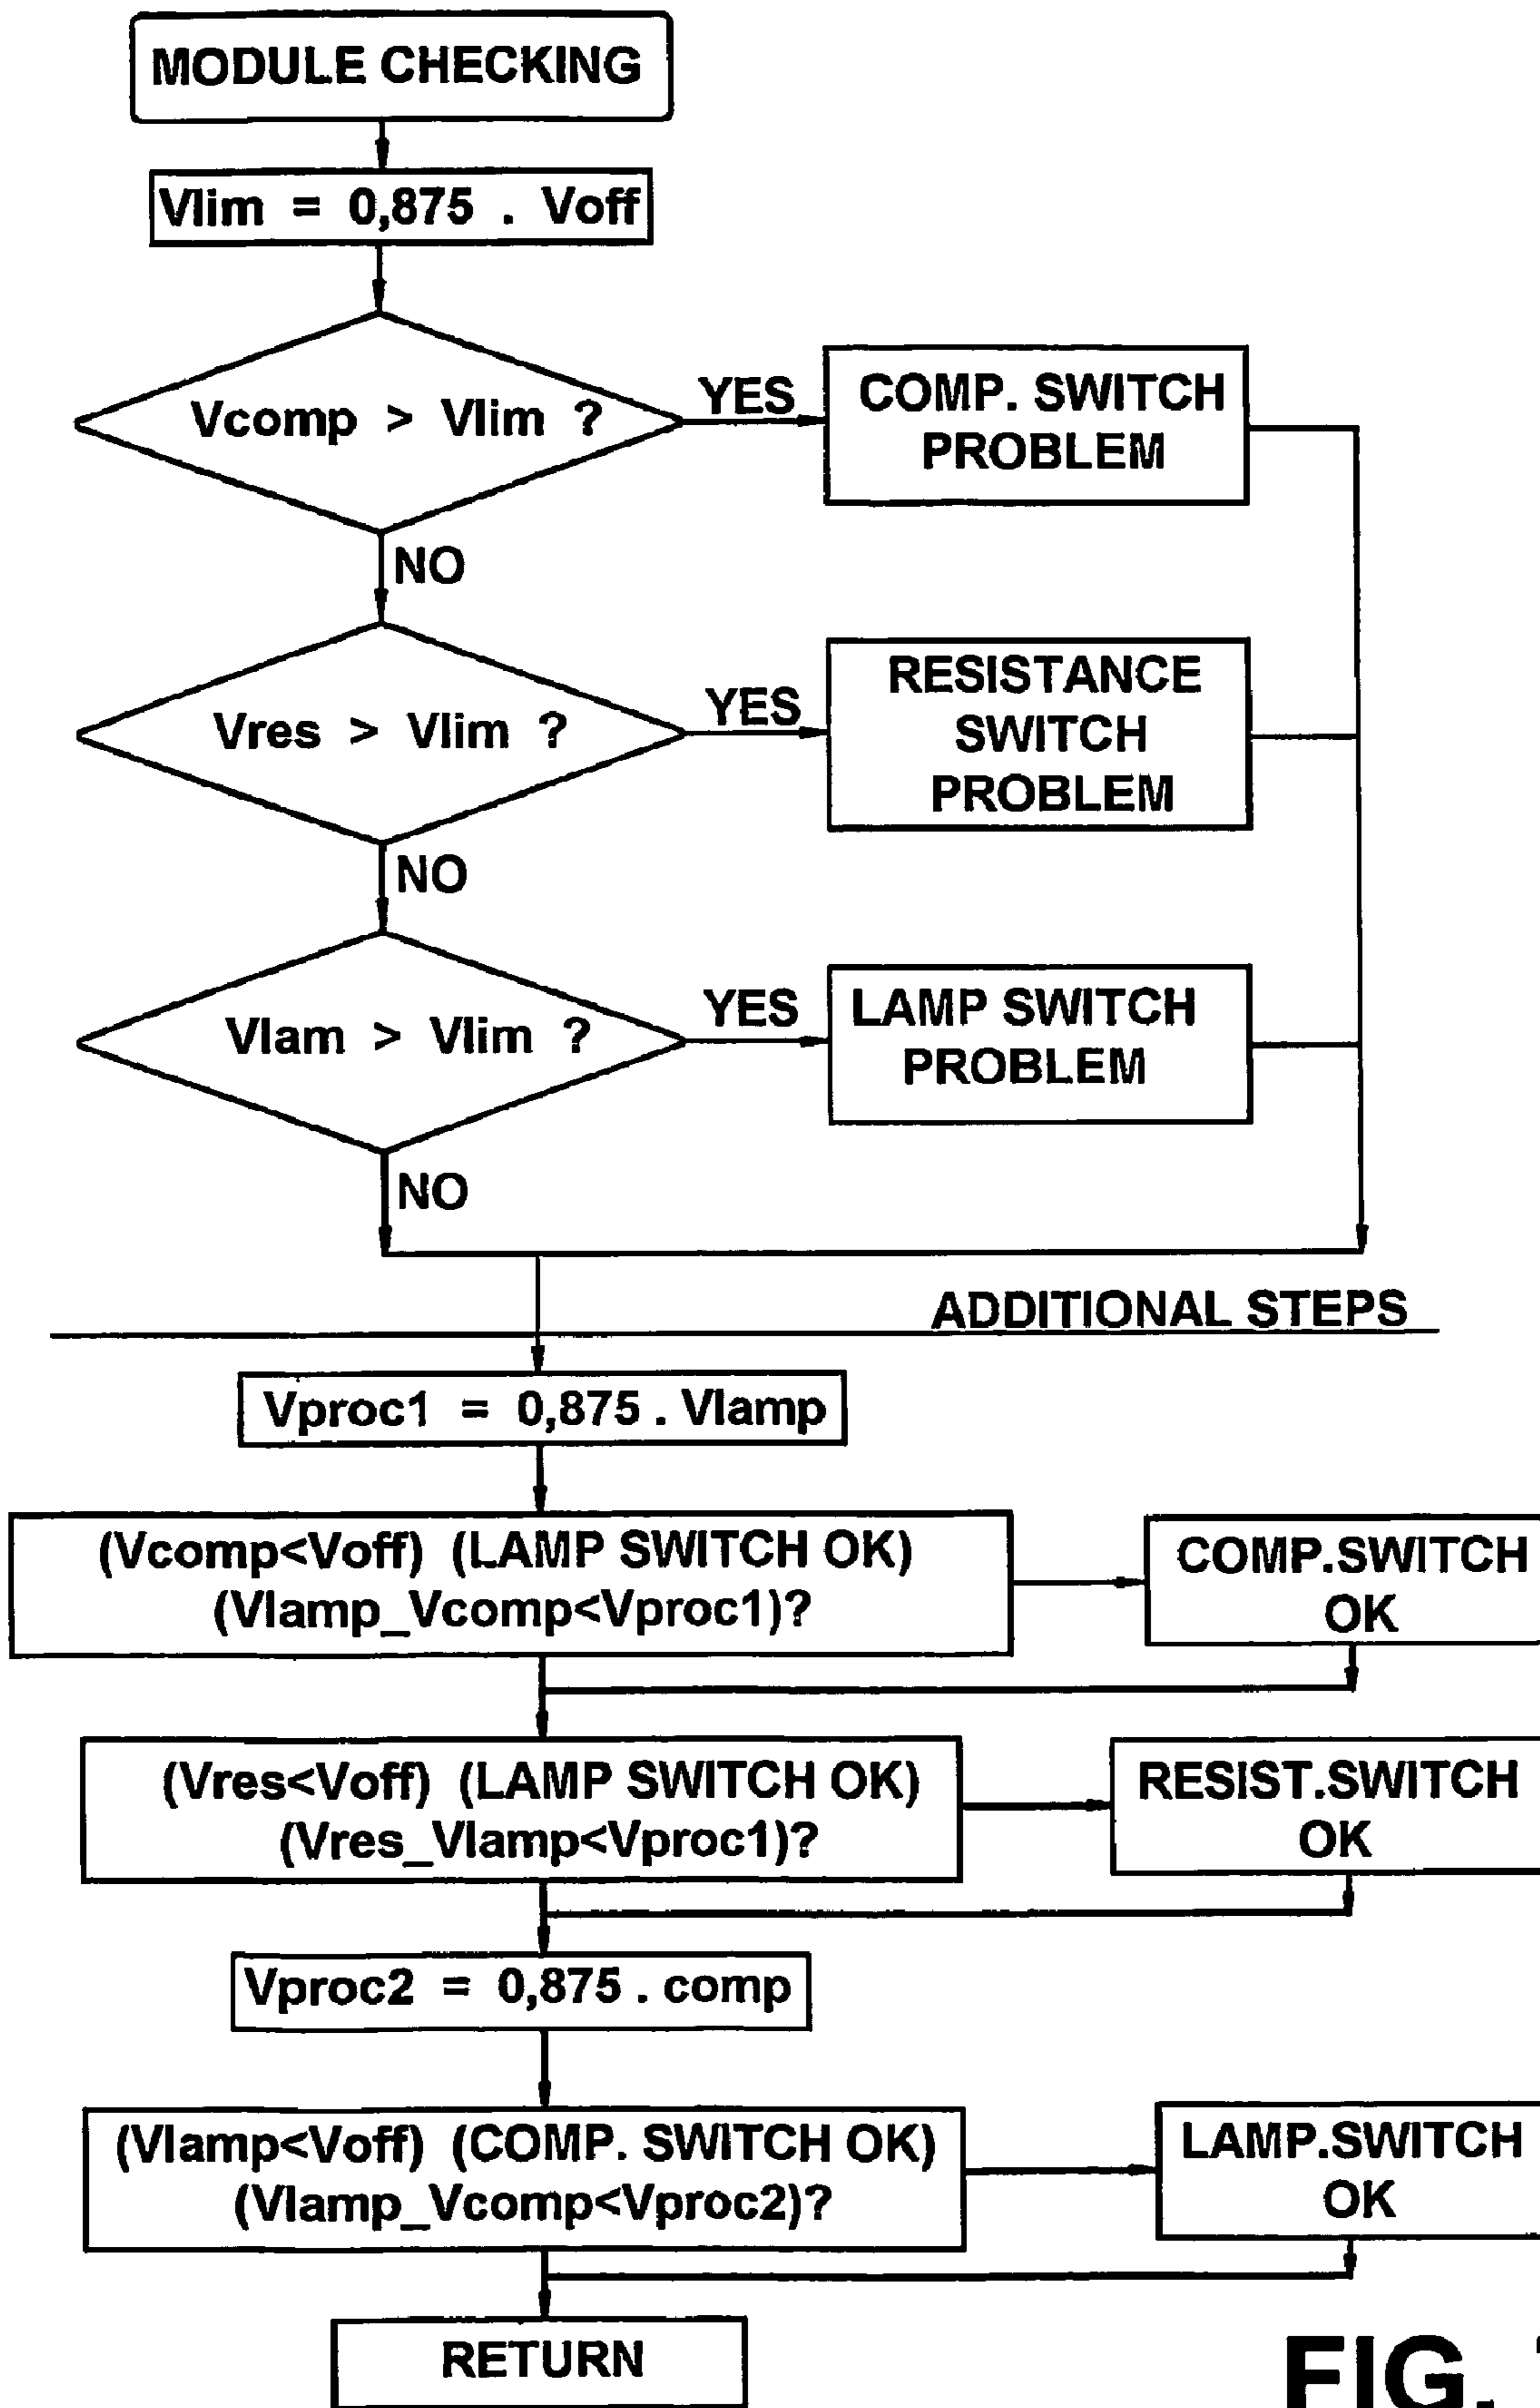 MODULE CHECKING
Vlim = 0,875 . Voff
Vcomp > Vlim ?
YES
COMP. SWITCH
PROBLEM
NO
Vres > Vlim ?
YES
RESISTANCE
SWITCH
PROBLEM
NO
Vlam > Vlim ?
YES
LAMP SWITCH
PROBLEM
NO
ADDITIONAL STEPS
Vproc1 = 0,875 . Vlamp
(Vcomp<Voff) (LAMP SWITCH OK)
(Vlamp_Vcomp<Vproc1)?
COMP.SWITCH
OK
(Vres<Voff) (LAMP SWITCH OK)
(Vres_Vlamp<Vproc1)?
RESIST.SWITCH
OK
Vproc2 = 0,875 . comp
(Vlamp<Voff) (COMP. SWITCH OK)
(Vlamp_Vcomp<Vproc2)?
LAMP.SWITCH
OK
RETURN
FIG.